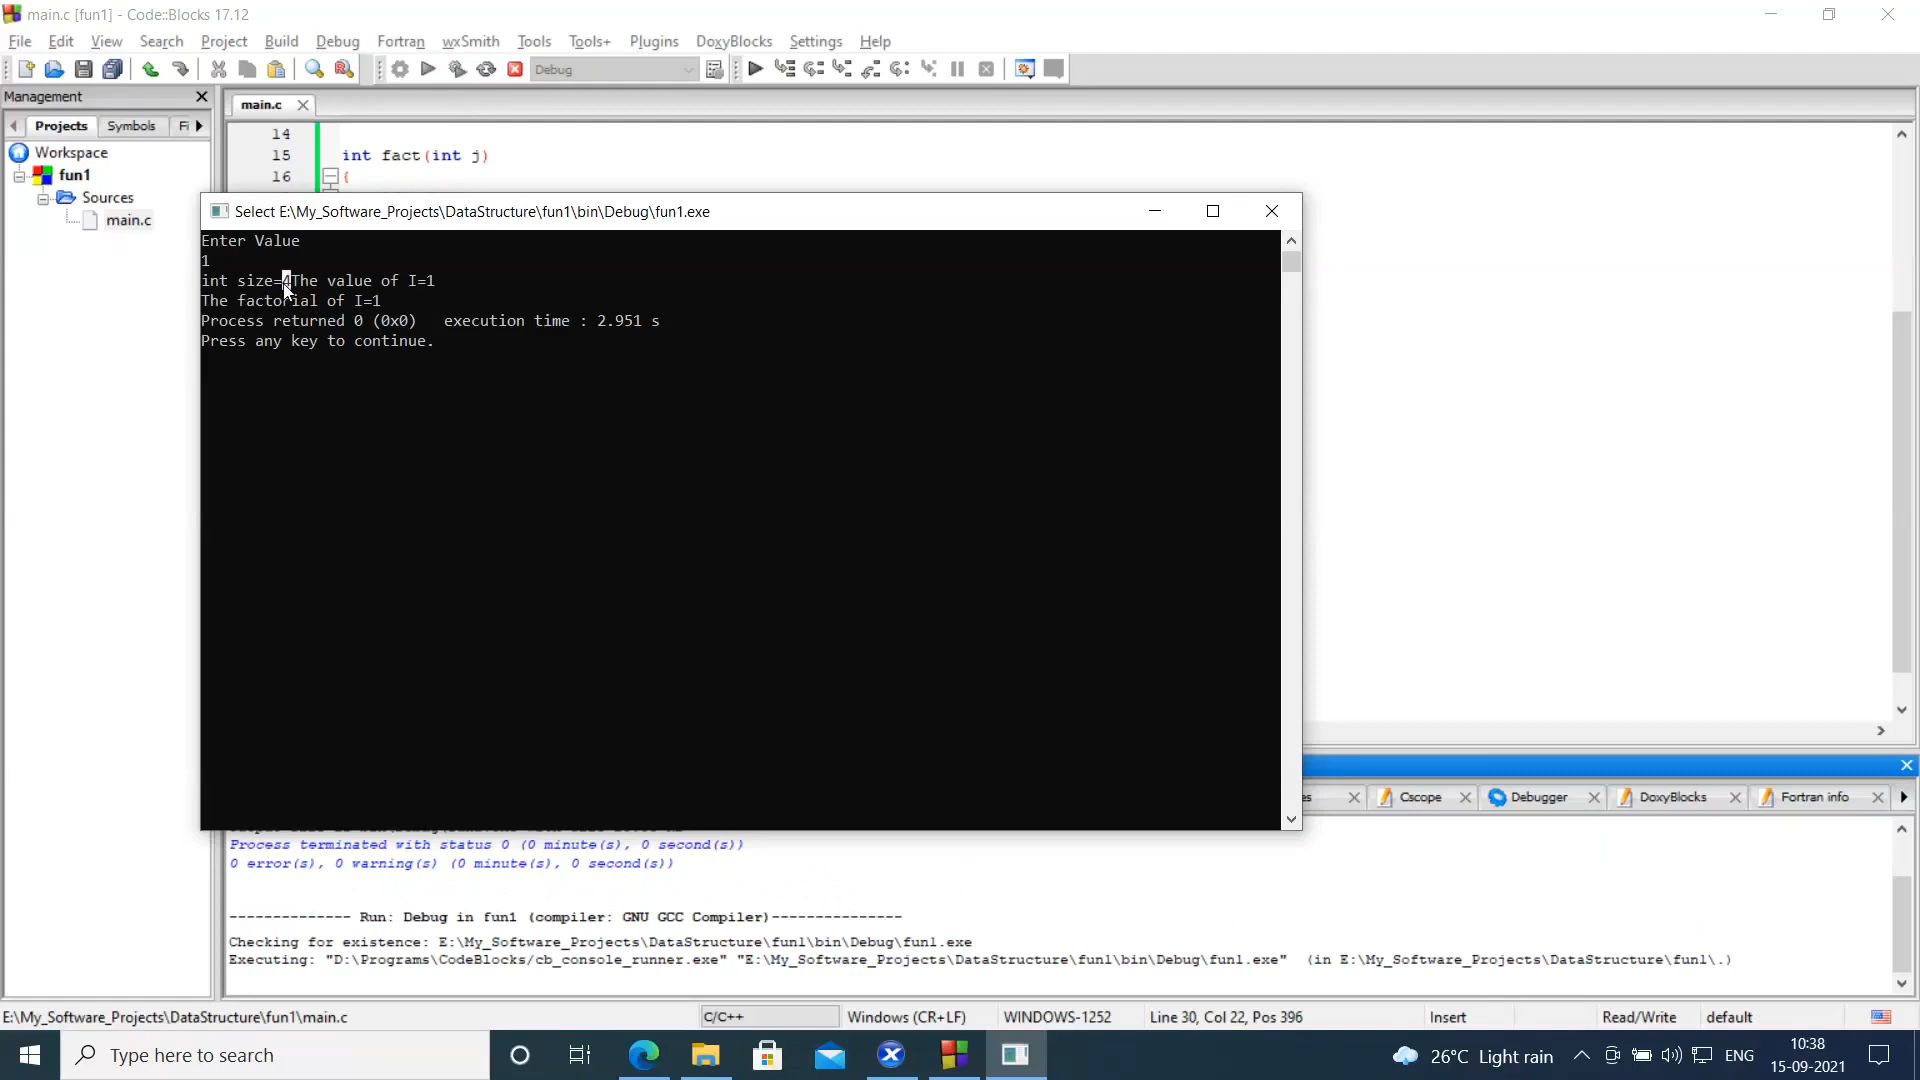 main.c [fun1] - Code::Blocks 17.12
File Edit View Search Project Build Debug Fortran wxSmith Tools Tools+ Plugins DoxyBlocks Settings Help
Debug
Management
main.c
Projects Symbols Fi
Workspace
fun1
Sources
main.c
14
15 int fact(int j)
16 {
Select E:\My_Software_Projects\DataStructure\fun1\bin\Debug\fun1.exe
Enter Value
1
int size=4The value of I=1
The factorial of I=1
Process returned 0 (0x0)   execution time : 2.951 s
Press any key to continue.
es Cscope Debugger DoxyBlocks Fortran info
Process terminated with status 0 (0 minute(s), 0 second(s))
0 error(s), 0 warning(s) (0 minute(s), 0 second(s))
-------------- Run: Debug in fun1 (compiler: GNU GCC Compiler)---------------
Checking for existence: E:\My_Software_Projects\DataStructure\fun1\bin\Debug\fun1.exe
Executing: "D:\Programs\CodeBlocks/cb_console_runner.exe" "E:\My_Software_Projects\DataStructure\fun1\bin\Debug\fun1.exe"  (in E:\My_Software_Projects\DataStructure\fun1\.)
E:\My_Software_Projects\DataStructure\fun1\main.c C/C++ Windows (CR+LF) WINDOWS-1252 Line 30, Col 22, Pos 396 Insert Read/Write default
Type here to search
26°C Light rain
ENG
10:38
15-09-2021